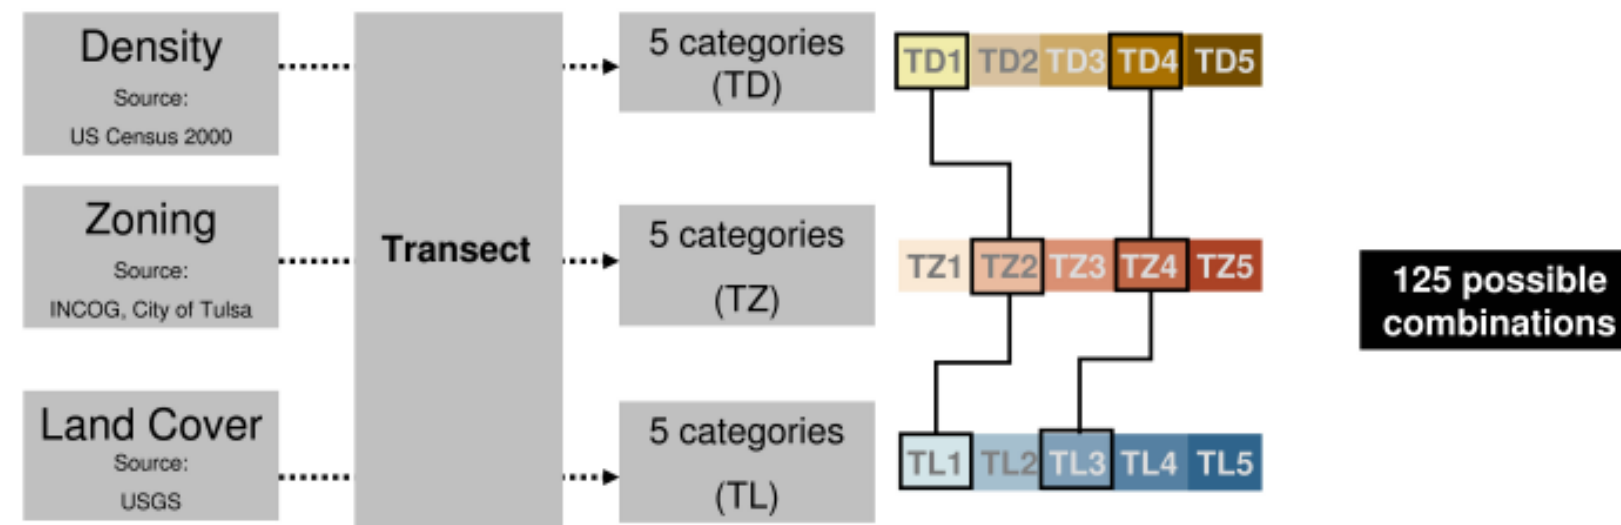 Density
Source:
US Census 2000
Zoning
Source:
INCOG, City of Tulsa
Land Cover
Source:
USGS
Transect
5 categories
(TD)
5 categories
(TZ)
5 categories
(TL)
TD1 TD2 TD3 TD4 TD5
TZ1 TZ2 TZ3 TZ4 TZ5
TL1 TL2 TL3 TL4 TL5
125 possible
combinations